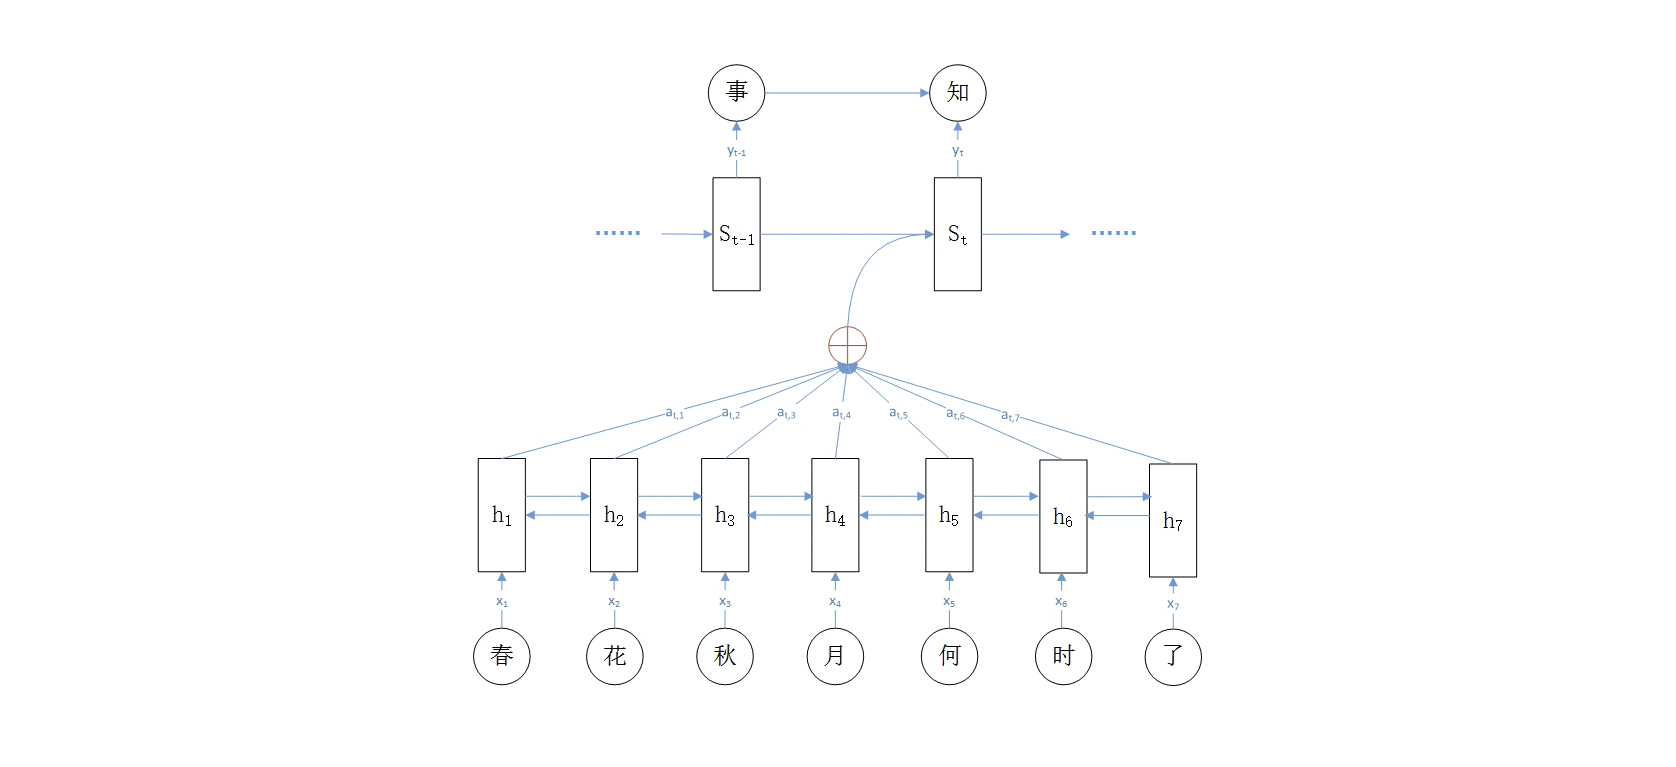 事 知
y_{t-1} y_t
...... S_{t-1} S_t ......
a_{t,1} a_{t,2} a_{t,3} a_{t,4} a_{t,5} a_{t,6} a_{t,7}
h_1 h_2 h_3 h_4 h_5 h_6 h_7
x_1 x_2 x_3 x_4 x_5 x_6 x_7
春 花 秋 月 何 时 了